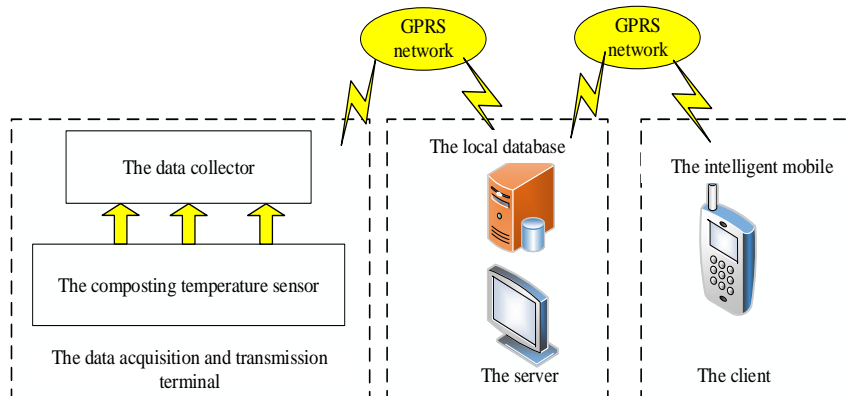 GPRS
network
GPRS
network
The data collector
The composting temperature sensor
The data acquisition and transmission
terminal
The local database
The server
The intelligent mobile
The client